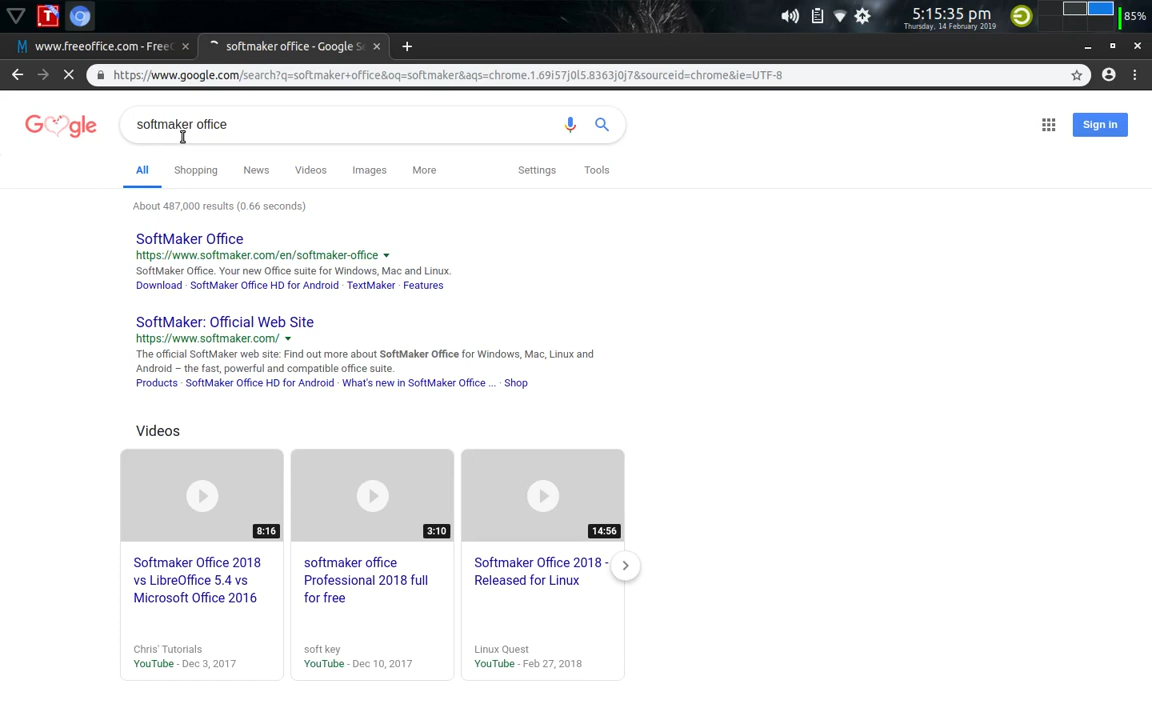 5:15:35 pm
Thursday, 14 February 2019
85%
www.freeoffice.com - FreeO
softmaker office - Google Se
https://www.google.com/search?q=softmaker+office&oq=softmaker&aqs=chrome.1.69i57j0l5.8363j0j7&sourceid=chrome&ie=UTF-8
Google
softmaker office
Sign in
All Shopping News Videos Images More Settings Tools
About 487,000 results (0.66 seconds)
SoftMaker Office
https://www.softmaker.com/en/softmaker-office
SoftMaker Office. Your new Office suite for Windows, Mac and Linux.
Download · SoftMaker Office HD for Android · TextMaker · Features
SoftMaker: Official Web Site
https://www.softmaker.com/
The official SoftMaker web site: Find out more about SoftMaker Office for Windows, Mac, Linux and
Android – the fast, powerful and compatible office suite.
Products · SoftMaker Office HD for Android · What's new in SoftMaker Office ... · Shop
Videos
8:16
Softmaker Office 2018
vs LibreOffice 5.4 vs
Microsoft Office 2016
Chris' Tutorials
YouTube - Dec 3, 2017
3:10
softmaker office
Professional 2018 full
for free
soft key
YouTube - Dec 10, 2017
14:56
Softmaker Office 2018 -
Released for Linux
Linux Quest
YouTube - Feb 27, 2018